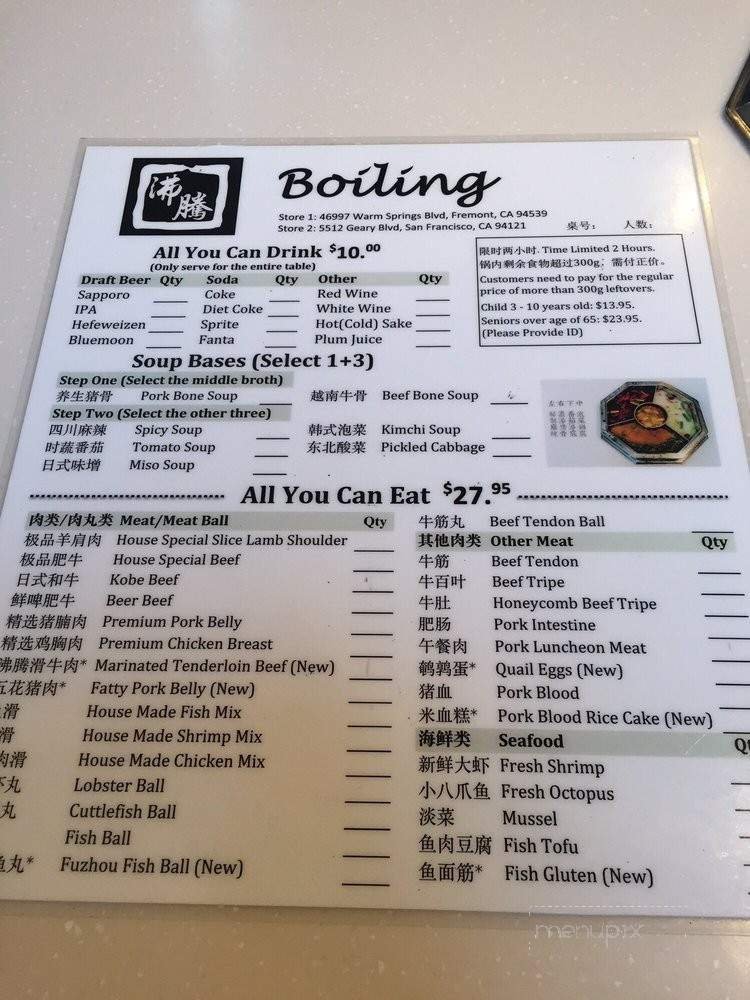 沸腾
Boiling
Store 1: 46997 Warm Springs Blvd, Fremont, CA 94539
Store 2: 5512 Geary Blvd, San Francisco, CA 94121
桌号: 人数:
All You Can Drink $10.00
(Only serve for the entire table)
Draft Beer Qty Soda Qty Other Qty
Sapporo Coke Red Wine
IPA Diet Coke White Wine
Hefeweizen Sprite Hot(Cold) Sake
Bluemoon Fanta Plum Juice
限时两小时. Time Limited 2 Hours.
锅内剩余食物超过300g, 需付正价。
Customers need to pay for the regular
price of more than 300g leftovers.
Child 3 - 10 years old: $13.95.
Seniors over age of 65: $23.95.
(Please Provide ID)
Soup Bases (Select 1+3)
Step One (Select the middle broth)
养生猪骨 Pork Bone Soup 越南牛骨 Beef Bone Soup
Step Two (Select the other three)
四川麻辣 Spicy Soup 韩式泡菜 Kimchi Soup
时蔬番茄 Tomato Soup 东北酸菜 Pickled Cabbage
日式味增 Miso Soup
左右下中
All You Can Eat $27.95
肉类/肉丸类 Meat/Meat Ball Qty
极品羊肩肉 House Special Slice Lamb Shoulder
极品肥牛 House Special Beef
日式和牛 Kobe Beef
鲜啤肥牛 Beer Beef
精选猪腩肉 Premium Pork Belly
精选鸡胸肉 Premium Chicken Breast
沸腾滑牛肉* Marinated Tenderloin Beef (New)
五花猪肉* Fatty Pork Belly (New)
滑 House Made Fish Mix
滑 House Made Shrimp Mix
肉滑 House Made Chicken Mix
虾丸 Lobster Ball
丸 Cuttlefish Ball
Fish Ball
鱼丸* Fuzhou Fish Ball (New)
牛筋丸 Beef Tendon Ball
其他肉类 Other Meat Qty
牛筋 Beef Tendon
牛百叶 Beef Tripe
牛肚 Honeycomb Beef Tripe
肥肠 Pork Intestine
午餐肉 Pork Luncheon Meat
鹌鹑蛋* Quail Eggs (New)
猪血 Pork Blood
米血糕* Pork Blood Rice Cake (New)
海鲜类 Seafood Qt
新鲜大虾 Fresh Shrimp
小八爪鱼 Fresh Octopus
淡菜 Mussel
鱼肉豆腐 Fish Tofu
鱼面筋* Fish Gluten (New)
menupix